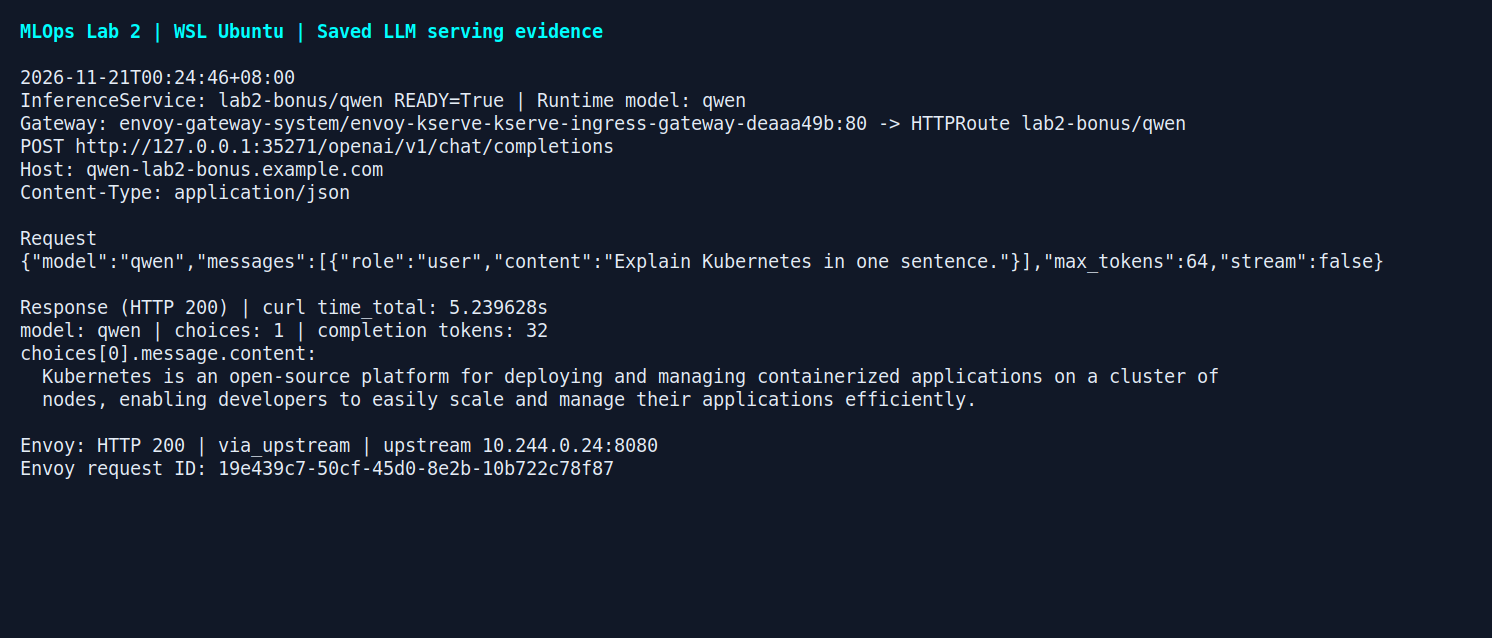 MLOps Lab 2 | WSL Ubuntu | Saved LLM serving evidence
2026-11-21T00:24:46+08:00
InferenceService: lab2-bonus/qwen READY=True | Runtime model: qwen
Gateway: envoy-gateway-system/envoy-kserve-kserve-ingress-gateway-deaaa49b:80 -> HTTPRoute lab2-bonus/qwen
POST http://127.0.0.1:35271/openai/v1/chat/completions
Host: qwen-lab2-bonus.example.com
Content-Type: application/json
Request
{"model":"qwen","messages":[{"role":"user","content":"Explain Kubernetes in one sentence."}],"max_tokens":64,"stream":false}
Response (HTTP 200) | curl time_total: 5.239628s
model: qwen | choices: 1 | completion tokens: 32
choices[0].message.content:
Kubernetes is an open-source platform for deploying and managing containerized applications on a cluster of
nodes, enabling developers to easily scale and manage their applications efficiently.
Envoy: HTTP 200 | via_upstream | upstream 10.244.0.24:8080
Envoy request ID: 19e439c7-50cf-45d0-8e2b-10b722c78f87